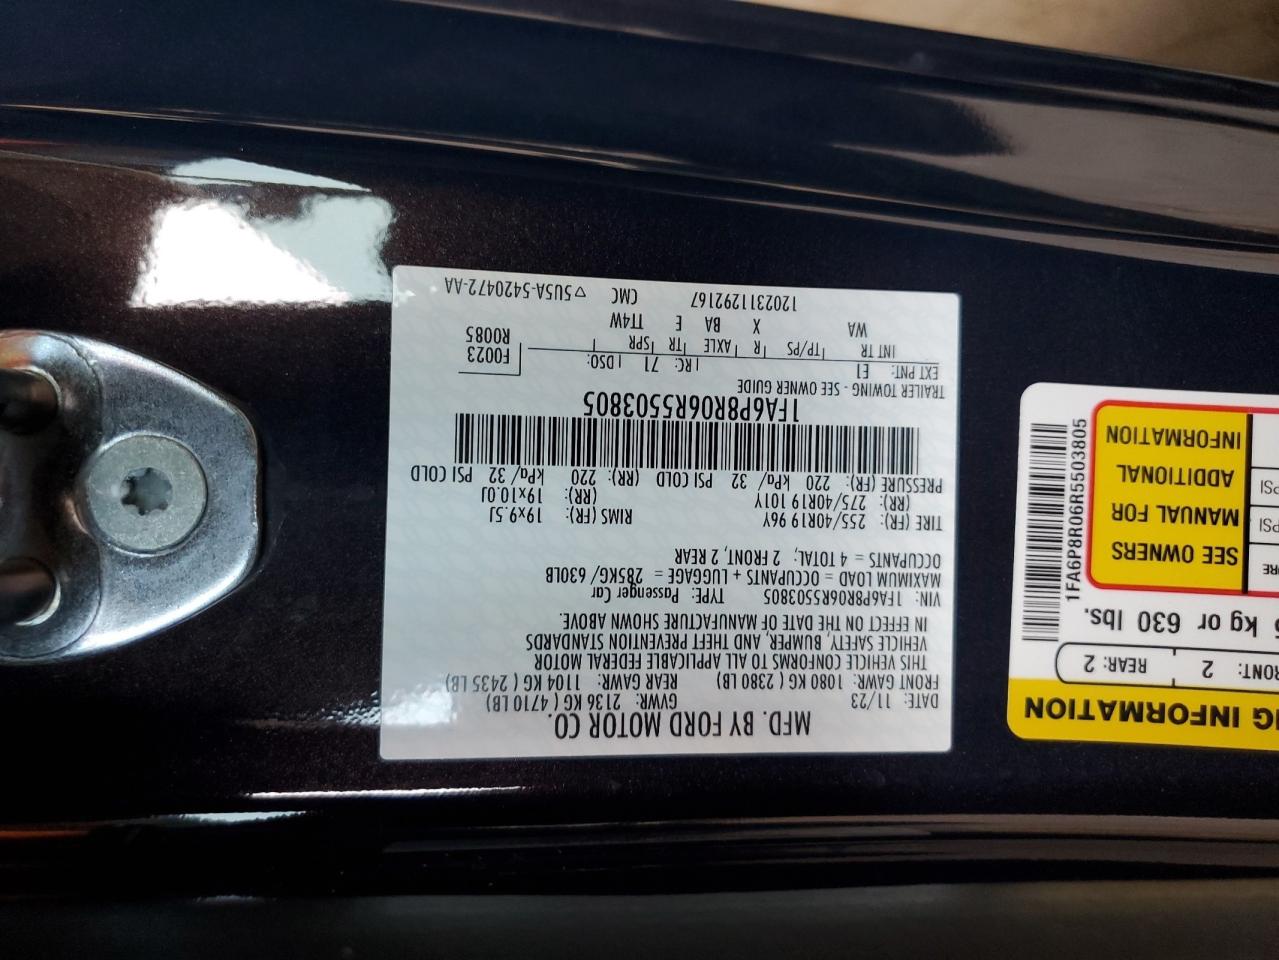 MFD. BY FORD MOTOR CO.
DATE: 11/23 GVWR: 2136 KG ( 4710 LB)
FRONT GAWR: 1080 KG ( 2380 LB) REAR GAWR: 1104 KG ( 2435 LB)
THIS VEHICLE CONFORMS TO ALL APPLICABLE FEDERAL MOTOR
VEHICLE SAFETY, BUMPER, AND THEFT PREVENTION STANDARDS
IN EFFECT ON THE DATE OF MANUFACTURE SHOWN ABOVE.
VIN: 1FA6P8R06R5503805 TYPE: Passenger Car
MAXIMUM LOAD = OCCUPANTS + LUGGAGE = 285KG/ 630LB
OCCUPANTS = 4 TOTAL, 2 FRONT, 2 REAR
TIRE (FR): 255/40R19 96Y RIMS (FR): 19x9.5J
(RR): 275/40R19 101Y (RR): 19x10.0J
PRESSURE (FR): 220 kPa/ 32 PSI COLD (RR): 220 kPa/ 32 PSI COLD
1FA6P8R06R5503805
TRAILER TOWING - SEE OWNER GUIDE
EXT PNT: E1 RC: 71 DSO: F0023
INT TR TP/PS R AXLE TR SPR R0085
WA X BA E TT4W
1202311292167 CMC ▽5U5A-5420472-AA
NG INFORMATION
RONT: 2 REAR: 2
kg or 630 lbs.
SEE OWNERS
MANUAL FOR
ADDITIONAL
INFORMATION
PSI
PSI
1FA6P8R06R5503805